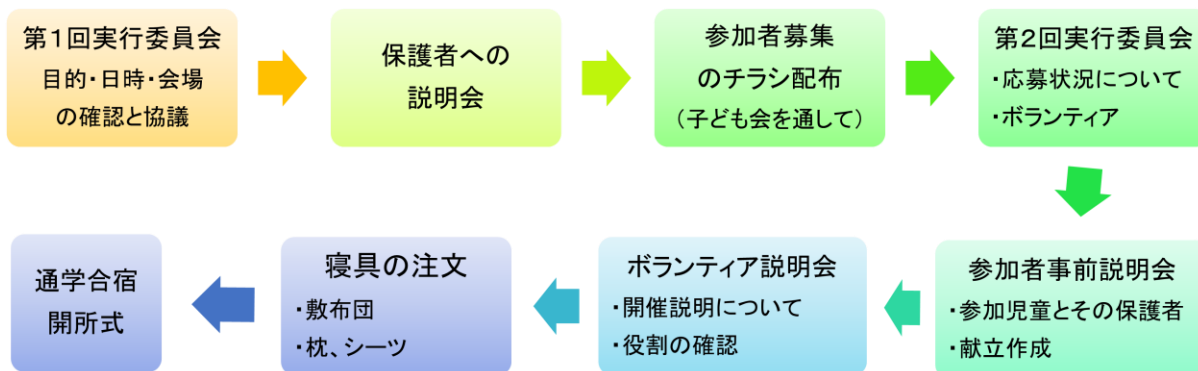 第1回実行委員会
目的・日時・会場
の確認と協議
保護者への
説明会
参加者募集
のチラシ配布
（子ども会を通して）
第2回実行委員会
・応募状況について
・ボランティア
参加者事前説明会
・参加児童とその保護者
・献立作成
ボランティア説明会
・開催説明について
・役割の確認
寝具の注文
・敷布団
・枕、シーツ
通学合宿
開所式